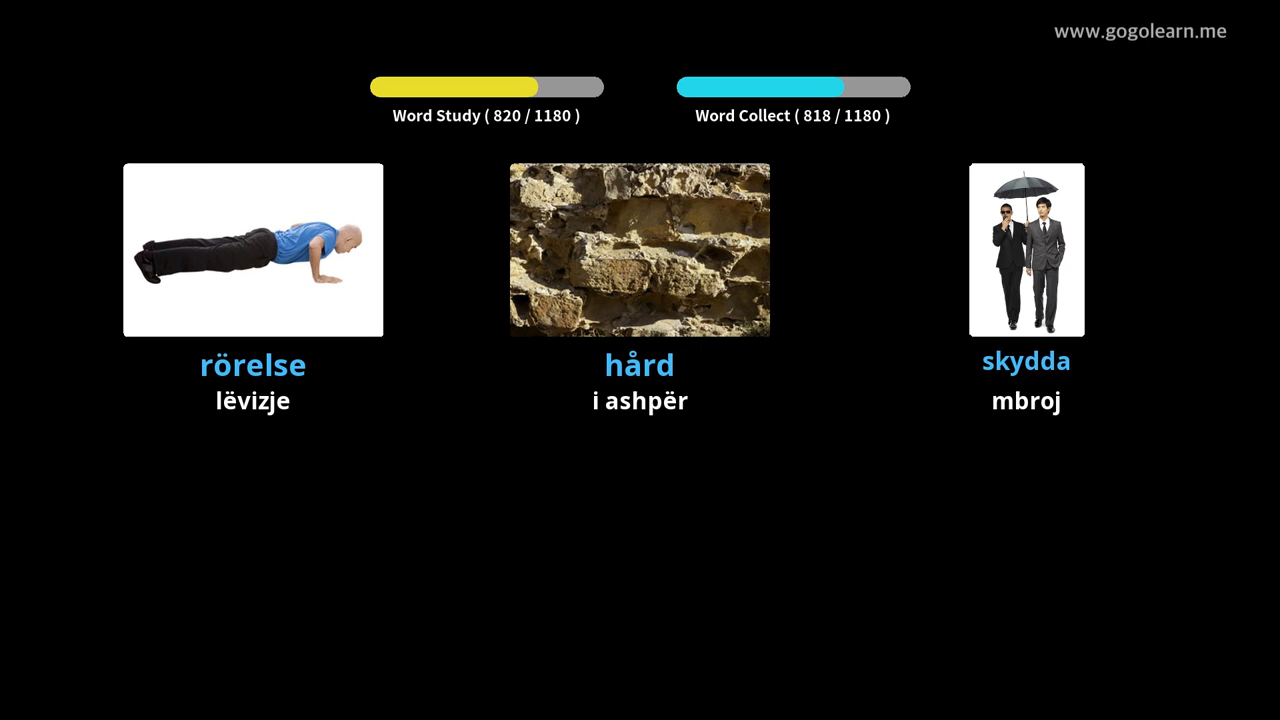 www.gogolearn.me
Word Study ( 820 / 1180 )
Word Collect ( 818 / 1180 )
rörelse
lëvizje
hård
i ashpër
skydda
mbroj